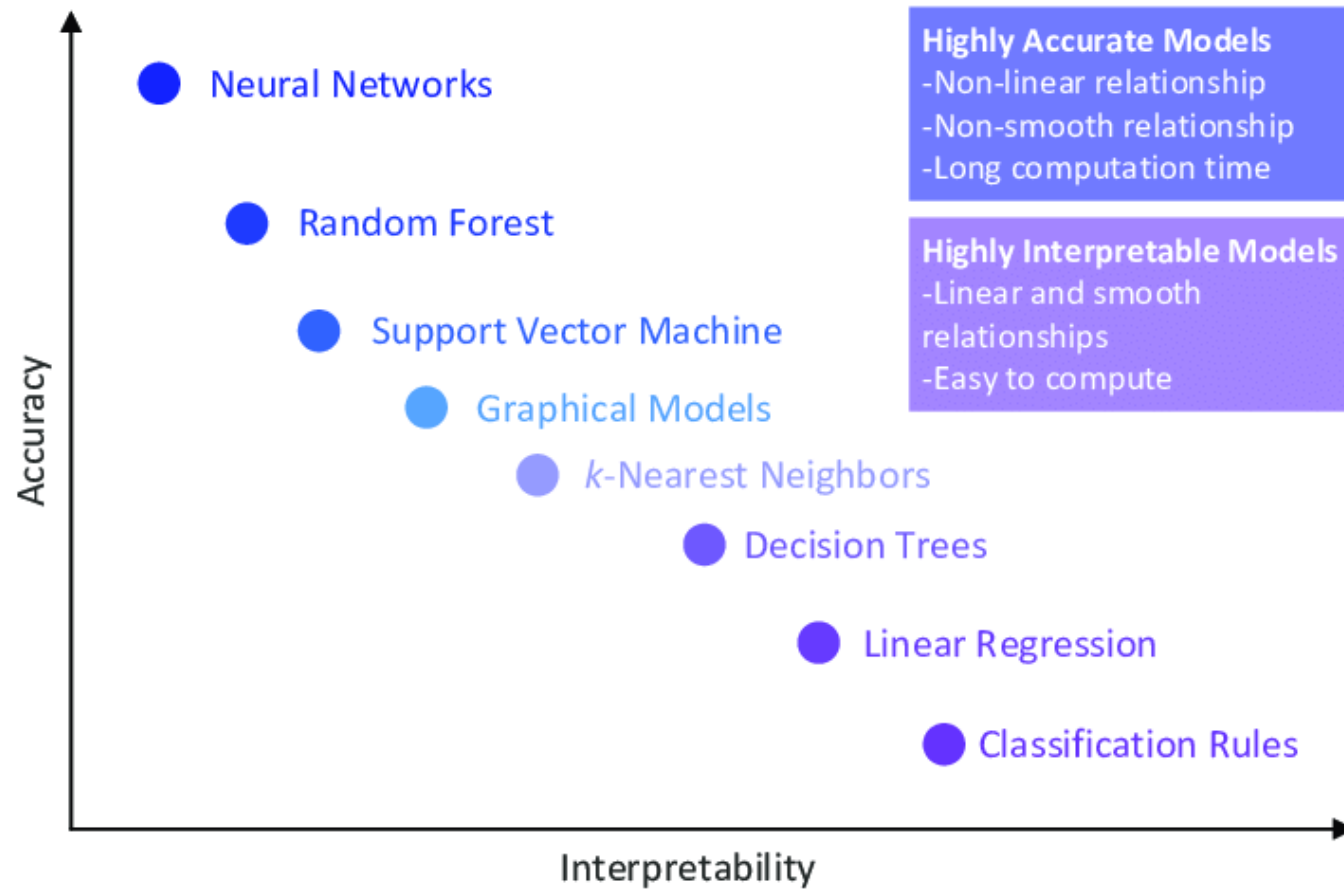 Neural Networks
Random Forest
Support Vector Machine
Graphical Models
k-Nearest Neighbors
Decision Trees
Linear Regression
Classification Rules
Highly Accurate Models
-Non-linear relationship
-Non-smooth relationship
-Long computation time
Highly Interpretable Models
-Linear and smooth
relationships
-Easy to compute
Accuracy
Interpretability